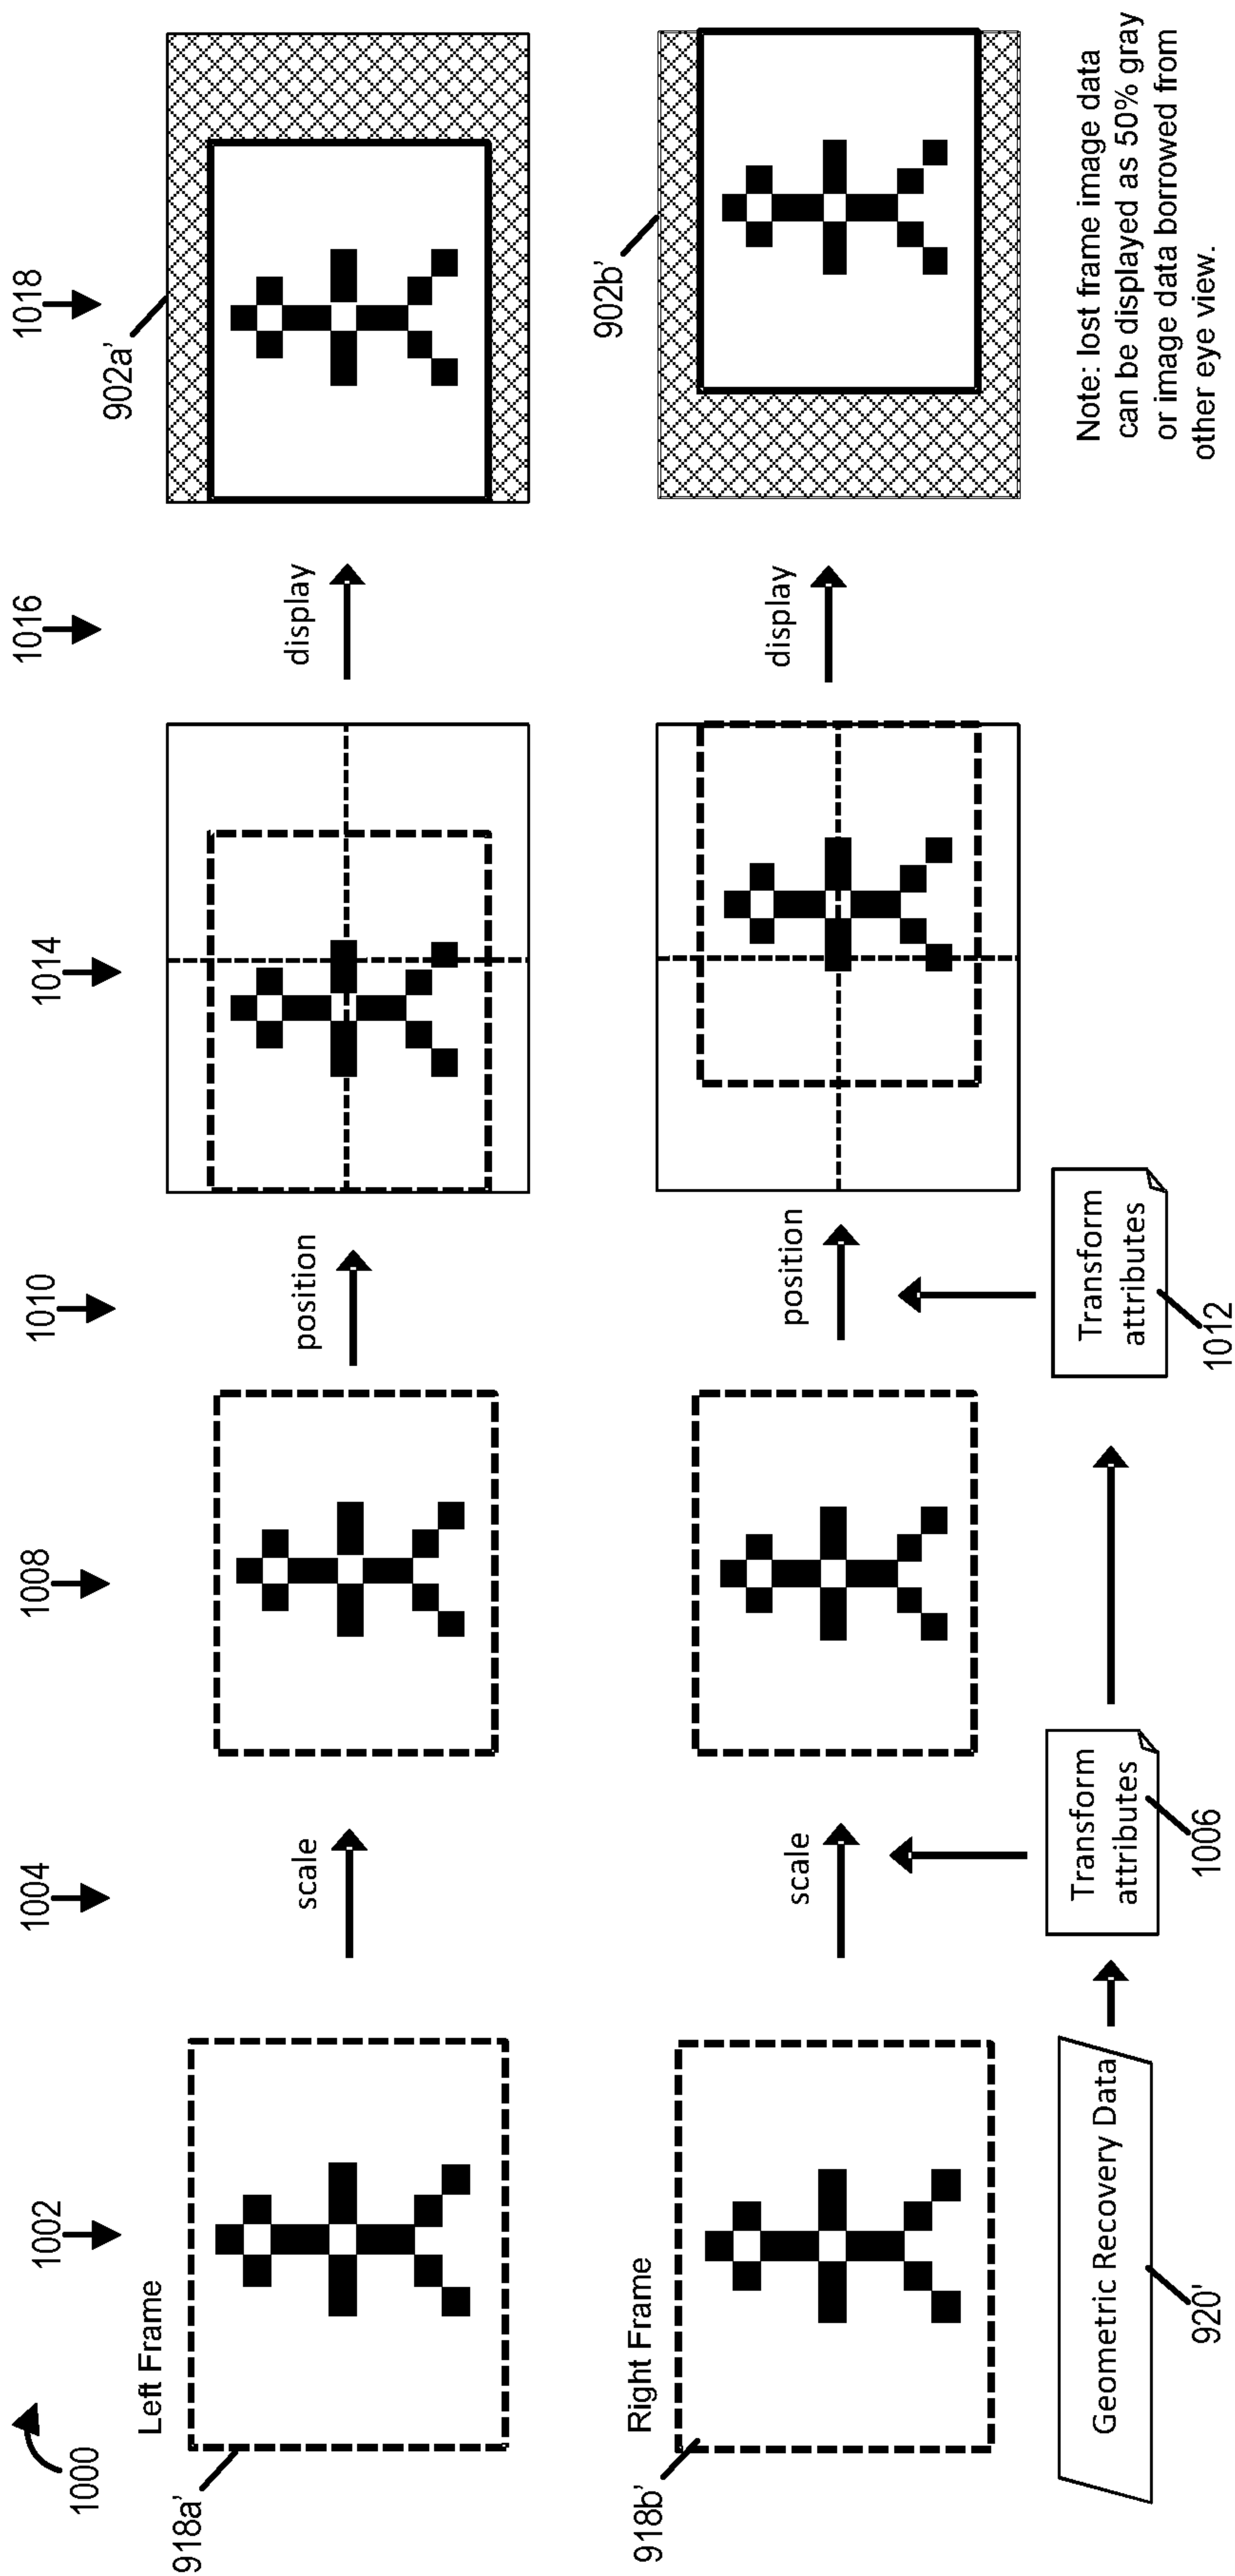 1000
1002
1004
1008
1010
1014
1016
1018
918a'
Left Frame
scale
position
display
902a'
918b'
Right Frame
scale
position
display
902b'
Geometric Recovery Data
920'
Transform
attributes
1006
Transform
attributes
1012
Note: lost frame image data
can be displayed as 50% gray
or image data borrowed from
other eye view.